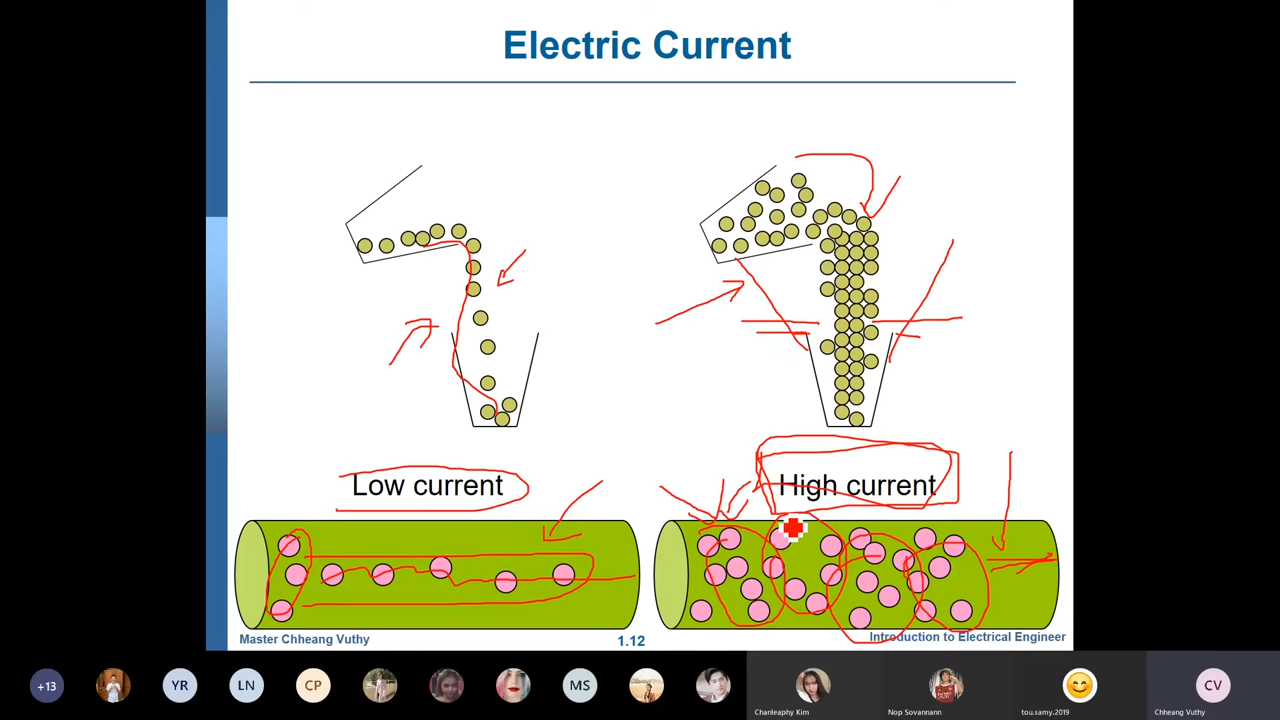 Electric Current
Low current
High current
Master Chheang Vuthy
1.12
Introduction to Electrical Engineer
+13
YR
LN
CP
MS
CV
Chanleaphy Kim
Nop Sovannann
tou.samy.2019
Chheang Vuthy